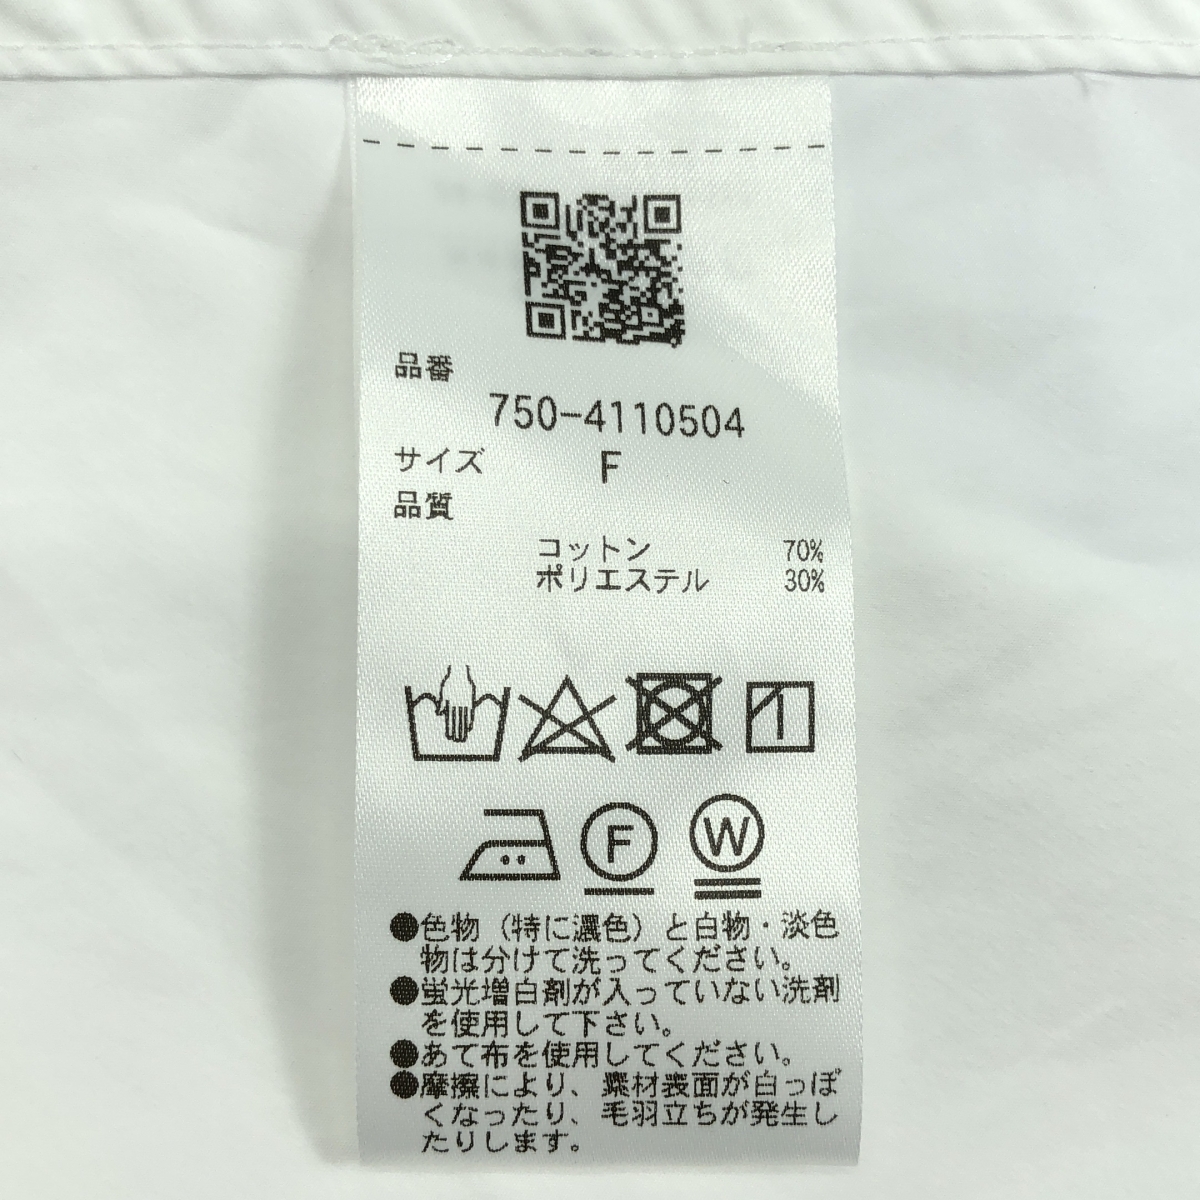 品番
750-4110504
サイズ F
品質
コットン 70%
ポリエステル 30%
F W
●色物（特に濃色）と白物・淡色
物は分けて洗ってください。
●蛍光増白剤が入っていない洗剤
を使用して下さい。
●あて布を使用してください。
●摩擦により、素材表面が白っぽ
くなったり、毛羽立ちが発生し
たりします。